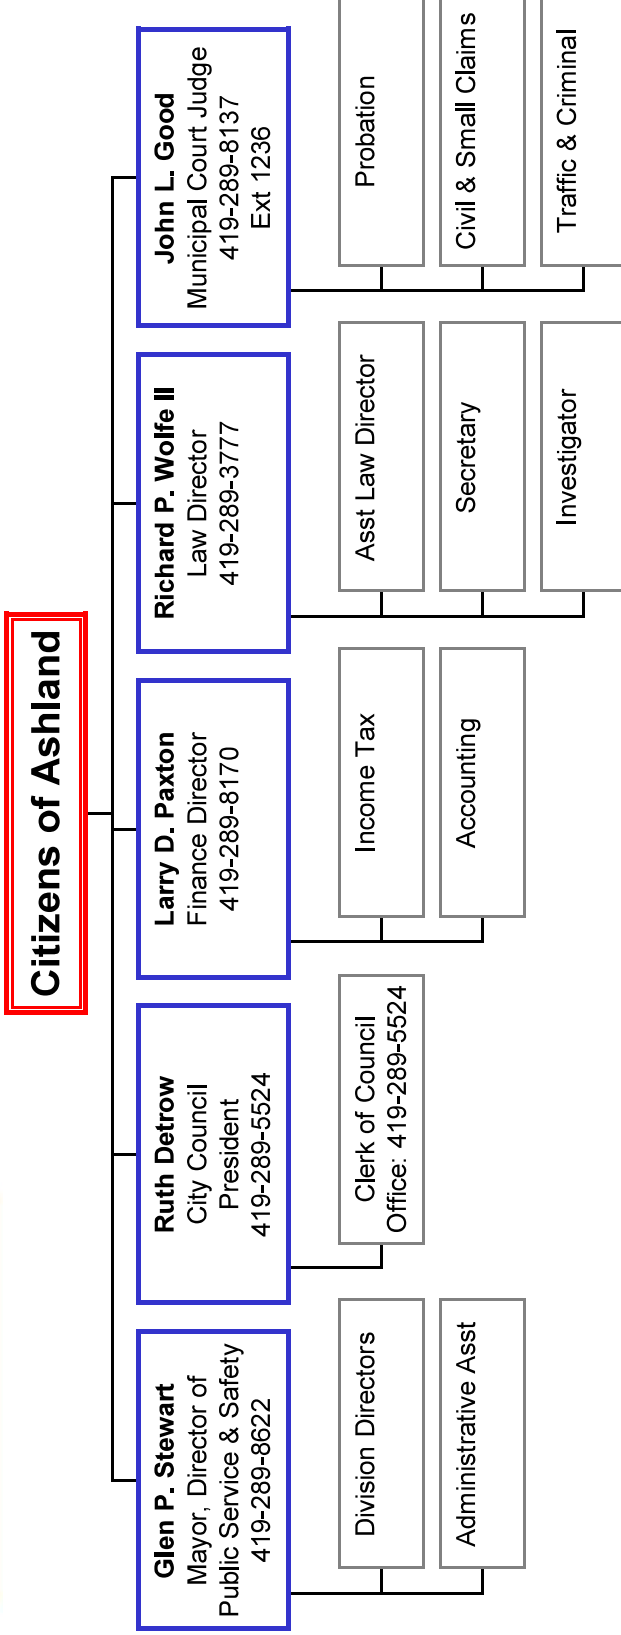 Citizens of Ashland
Glen P. Stewart
Mayor, Director of
Public Service & Safety
419-289-8622
Division Directors
Administrative Asst
Ruth Detrow
City Council
President
419-289-5524
Clerk of Council
Office: 419-289-5524
Larry D. Paxton
Finance Director
419-289-8170
Income Tax
Accounting
Richard P. Wolfe II
Law Director
419-289-3777
Asst Law Director
Secretary
Investigator
John L. Good
Municipal Court Judge
419-289-8137
Ext 1236
Probation
Civil & Small Claims
Traffic & Criminal